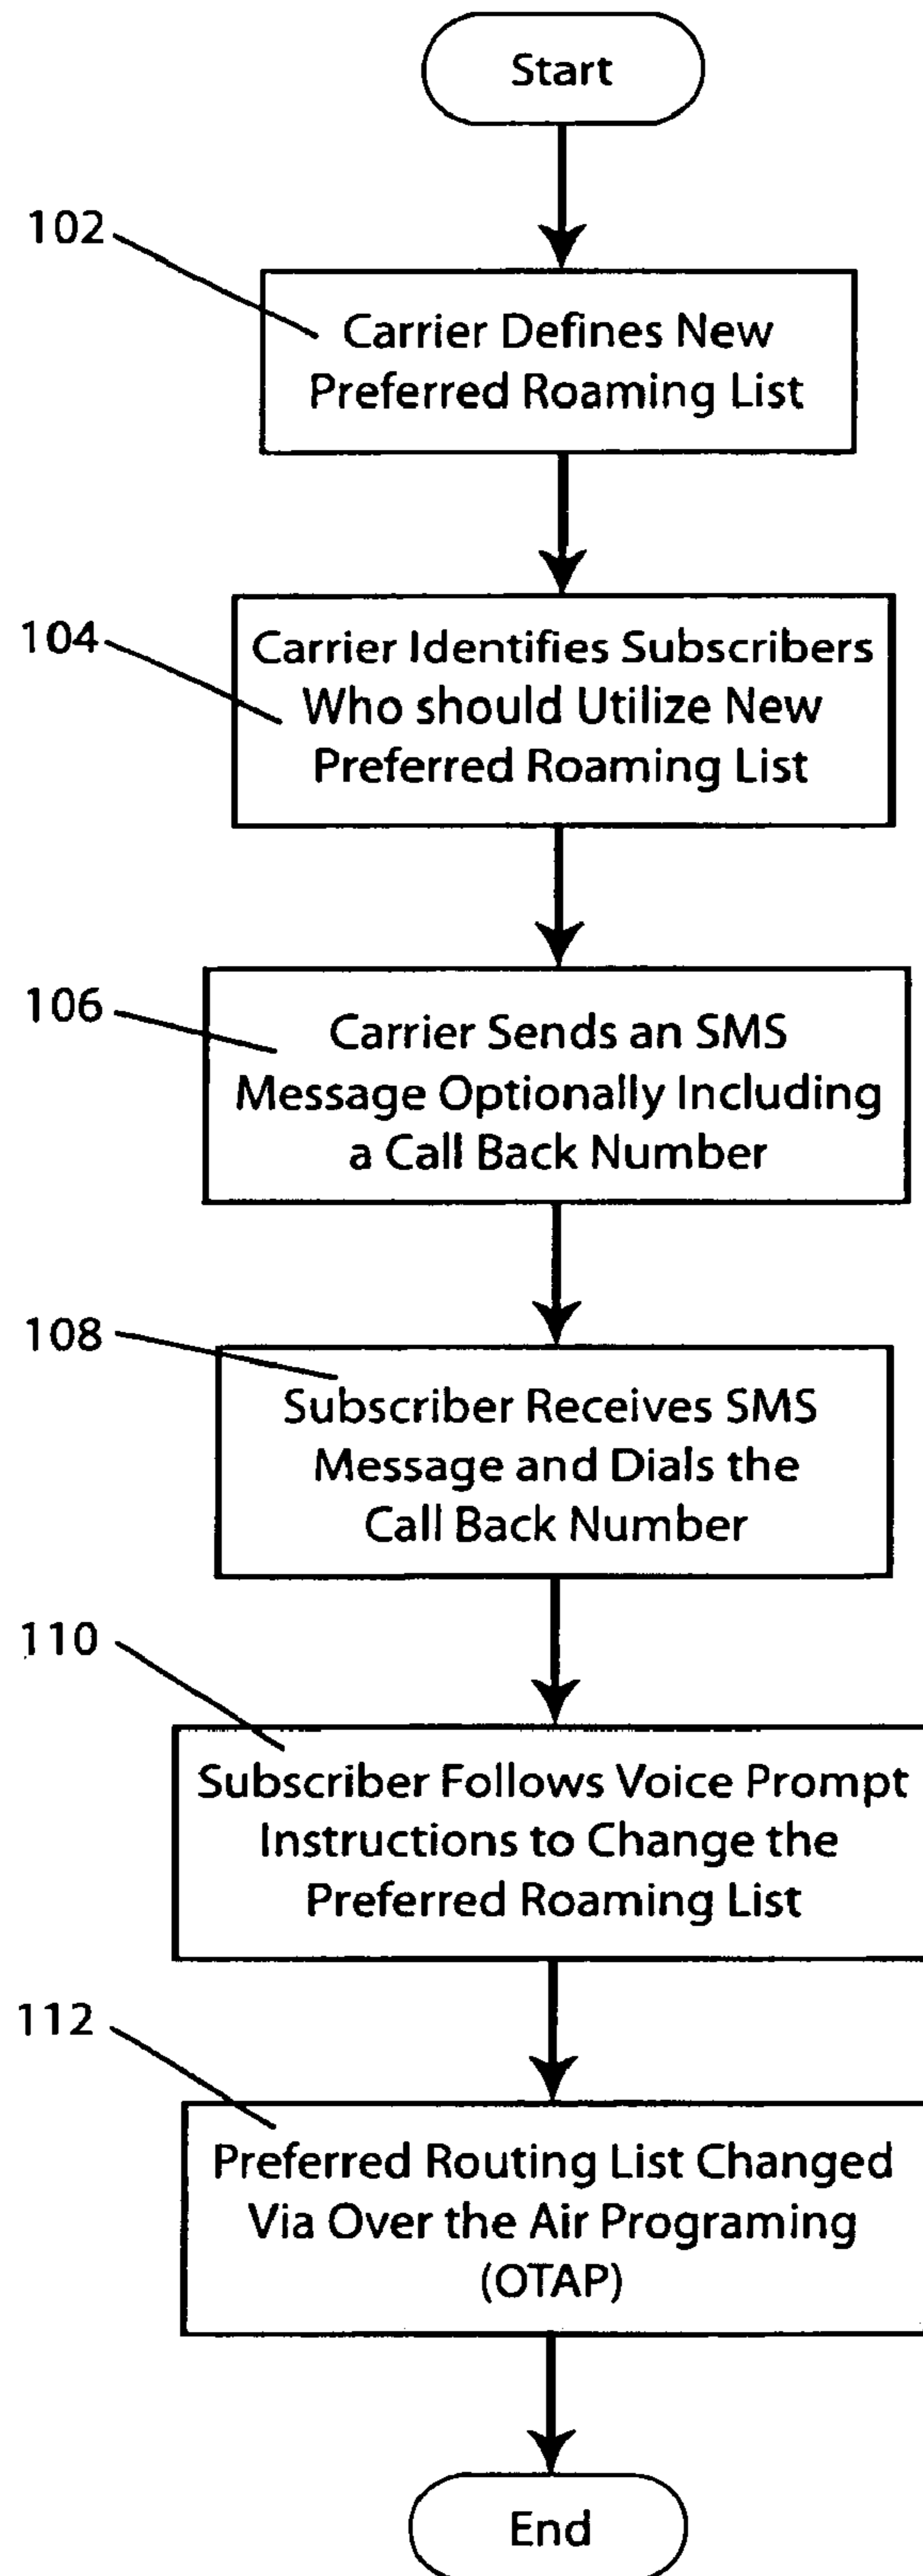 Start
102
Carrier Defines New
Preferred Roaming List
104
Carrier Identifies Subscribers
Who should Utilize New
Preferred Roaming List
106
Carrier Sends an SMS
Message Optionally Including
a Call Back Number
108
Subscriber Receives SMS
Message and Dials the
Call Back Number
110
Subscriber Follows Voice Prompt
Instructions to Change the
Preferred Roaming List
112
Preferred Routing List Changed
Via Over the Air Programing
(OTAP)
End